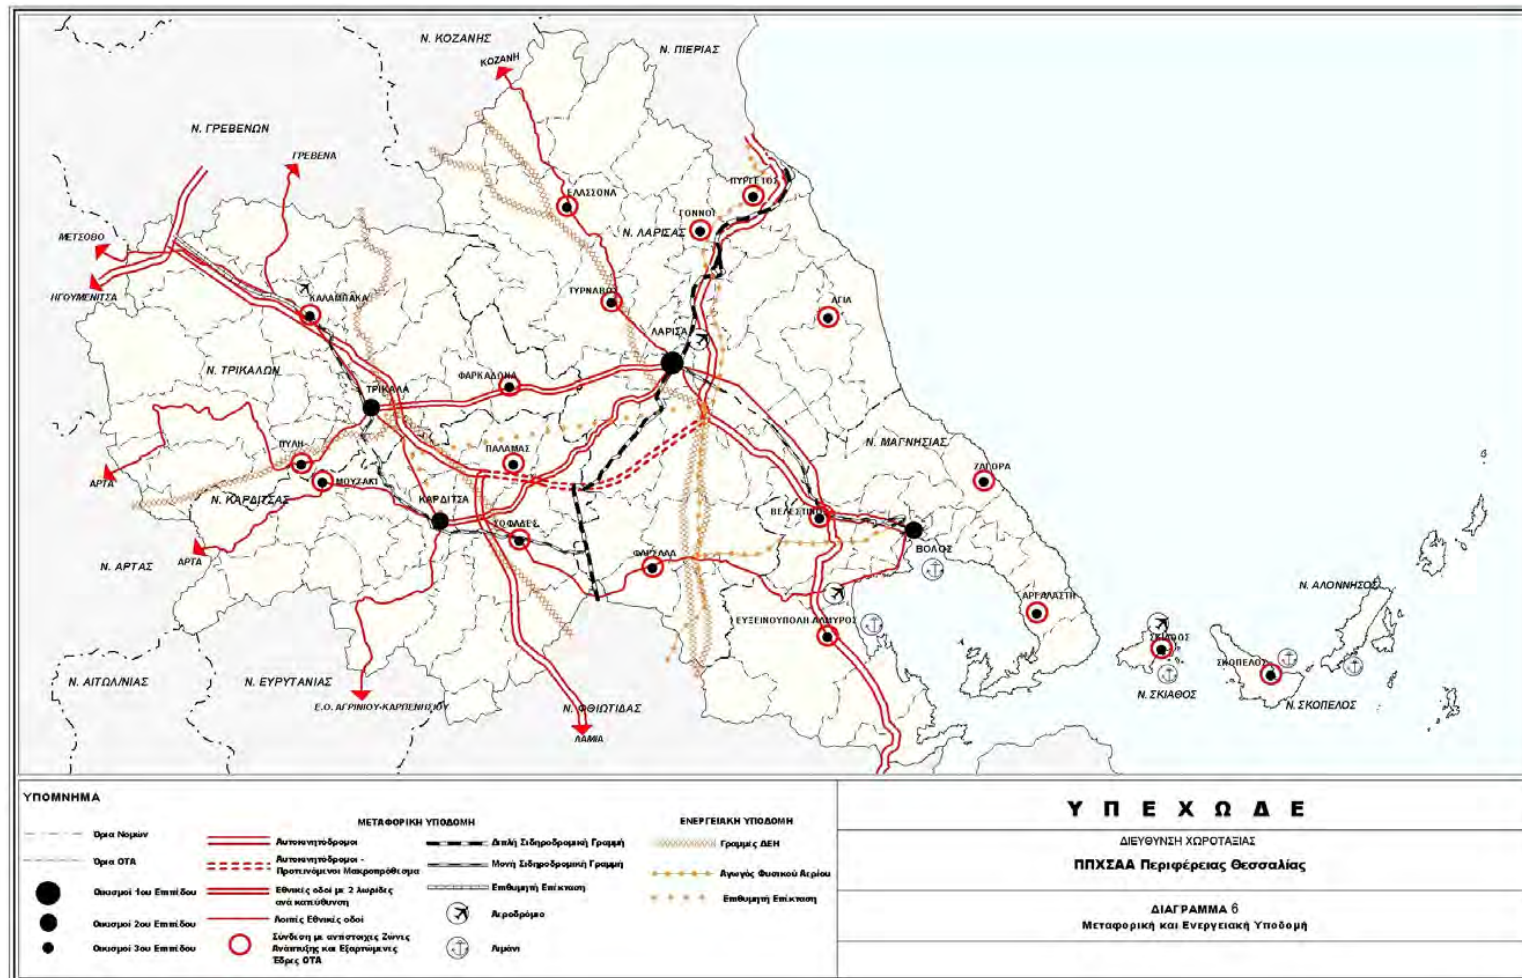 Ν. ΚΟΖΑΝΗΣ
ΚΟΖΑΝΗ
Ν. ΠΙΕΡΙΑΣ
Ν. ΓΡΕΒΕΝΩΝ
ΓΡΕΒΕΝΑ
ΜΕΤΣΟΒΟ
ΗΓΟΥΜΕΝΙΤΣΑ
ΕΛΑΣΣΟΝΑ
ΠΥΡΓΕΤΟΣ
ΓΟΝΝΟΙ
Ν. ΛΑΡΙΣΑΣ
ΚΑΛΑΜΠΑΚΑ
ΤΥΡΝΑΒΟΣ
ΑΓΙΑ
ΛΑΡΙΣΑ
Ν. ΤΡΙΚΑΛΩΝ
ΤΡΙΚΑΛΑ
ΦΑΡΚΑΔΩΝΑ
ΠΥΛΗ
ΠΑΛΑΜΑΣ
Ν. ΜΑΓΝΗΣΙΑΣ
ΖΑΓΟΡΑ
ΑΡΤΑ
ΜΟΥΖΑΚΙ
Ν. ΚΑΡΔΙΤΣΑΣ
ΚΑΡΔΙΤΣΑ
ΣΟΦΑΔΕΣ
ΒΕΛΕΣΤΙΝΟ
ΒΟΛΟΣ
Ν. ΑΡΤΑΣ
ΑΡΤΑ
ΦΑΡΣΑΛΑ
Ν. ΑΛΟΝΝΗΣΟΣ
ΑΡΓΑΛΑΣΤΗ
ΕΥΞΕΙΝΟΥΠΟΛΗ ΑΛΜΥΡΟΣ
ΣΚΙΑΘΟΣ
ΣΚΟΠΕΛΟΣ
Ν. ΑΙΤΩΛ/ΝΙΑΣ
Ν. ΕΥΡΥΤΑΝΙΑΣ
Ν. ΣΚΙΑΘΟΣ
Ν. ΣΚΟΠΕΛΟΣ
Ε.Ο. ΑΓΡΙΝΙΟΥ-ΚΑΡΠΕΝΗΣΙΟΥ
Ν. ΦΘΙΩΤΙΔΑΣ
ΛΑΜΙΑ
ΥΠΟΜΝΗΜΑ
Όρια Νομών
Όρια ΟΤΑ
Οικισμοί 1ου Επιπέδου
Οικισμοί 2ου Επιπέδου
Οικισμοί 3ου Επιπέδου
ΜΕΤΑΦΟΡΙΚΗ ΥΠΟΔΟΜΗ
Αυτοκινητόδρομοι
Αυτοκινητόδρομοι -
Προτεινόμενοι Μακροπρόθεσμα
Εθνικές οδοί με 2 λωρίδες
ανά κατεύθυνση
Λοιπές Εθνικές οδοί
Σύνδεση με αντίστοιχες Ζώνες
Ανάπτυξης και Εξαρτώμενες
Έδρες ΟΤΑ
Διπλή Σιδηροδρομική Γραμμή
Μονή Σιδηροδρομική Γραμμή
Επιθυμητή Επέκταση
Αεροδρόμιο
Λιμάνι
ΕΝΕΡΓΕΙΑΚΗ ΥΠΟΔΟΜΗ
Γραμμές ΔΕΗ
Αγωγός Φυσικού Αερίου
Επιθυμητή Επέκταση
Υ Π Ε Χ Ω Δ Ε
ΔΙΕΥΘΥΝΣΗ ΧΩΡΟΤΑΞΙΑΣ
ΠΠΧΣΑΑ Περιφέρειας Θεσσαλίας
ΔΙΑΓΡΑΜΜΑ 6
Μεταφορική και Ενεργειακή Υποδομή